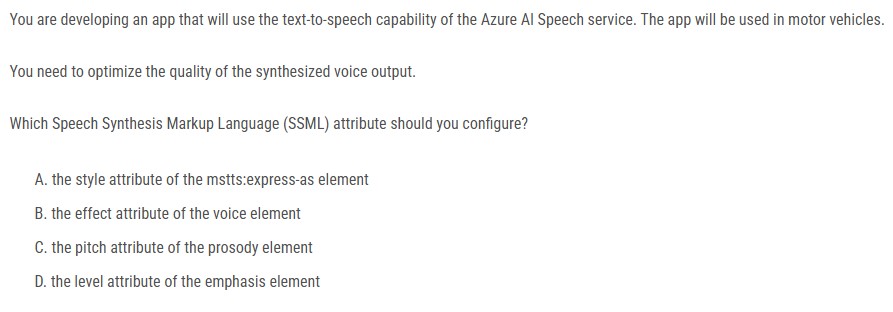 You are developing an app that will use the text-to-speech capability of the Azure AI Speech service. The app will be used in motor vehicles.
You need to optimize the quality of the synthesized voice output.
Which Speech Synthesis Markup Language (SSML) attribute should you configure?
A. the style attribute of the mstts:express-as element
B. the effect attribute of the voice element
C. the pitch attribute of the prosody element
D. the level attribute of the emphasis element